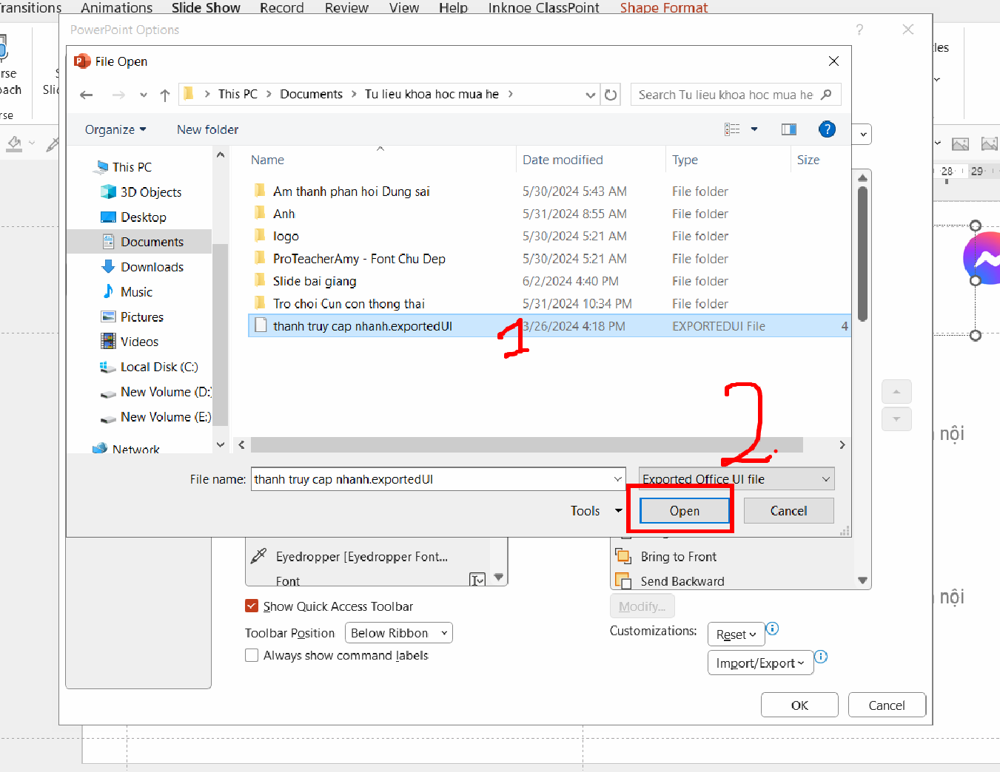 Transitions Animations Slide Show Record Review View Help Inknoe ClassPoint Shape Format
PowerPoint Options
File Open
This PC Documents Tu lieu khoa hoc mua he
Search Tu lieu khoa hoc mua he
Organize New folder
Name Date modified Type Size
This PC
3D Objects
Desktop
Documents
Downloads
Music
Pictures
Videos
Local Disk (C:)
New Volume (D:)
New Volume (E:)
Network
Am thanh phan hoi Dung sai 5/30/2024 5:43 AM File folder
Anh 5/31/2024 8:55 AM File folder
logo 5/30/2024 5:21 AM File folder
ProTeacherAmy - Font Chu Dep 5/30/2024 5:21 AM File folder
Slide bai giang 6/2/2024 4:40 PM File folder
Tro choi Cun con thong thai 5/31/2024 10:34 PM File folder
thanh truy cap nhanh.exportedUI 3/26/2024 4:18 PM EXPORTEDUI File 4
1
2.
File name: thanh truy cap nhanh.exportedUI Exported Office UI file
Tools Open Cancel
Eyedropper [Eyedropper Font...
Font
Bring to Front
Send Backward
Show Quick Access Toolbar
Modify...
Toolbar Position Below Ribbon
Customizations: Reset
Always show command labels
Import/Export
OK Cancel
28 29
nội
nội